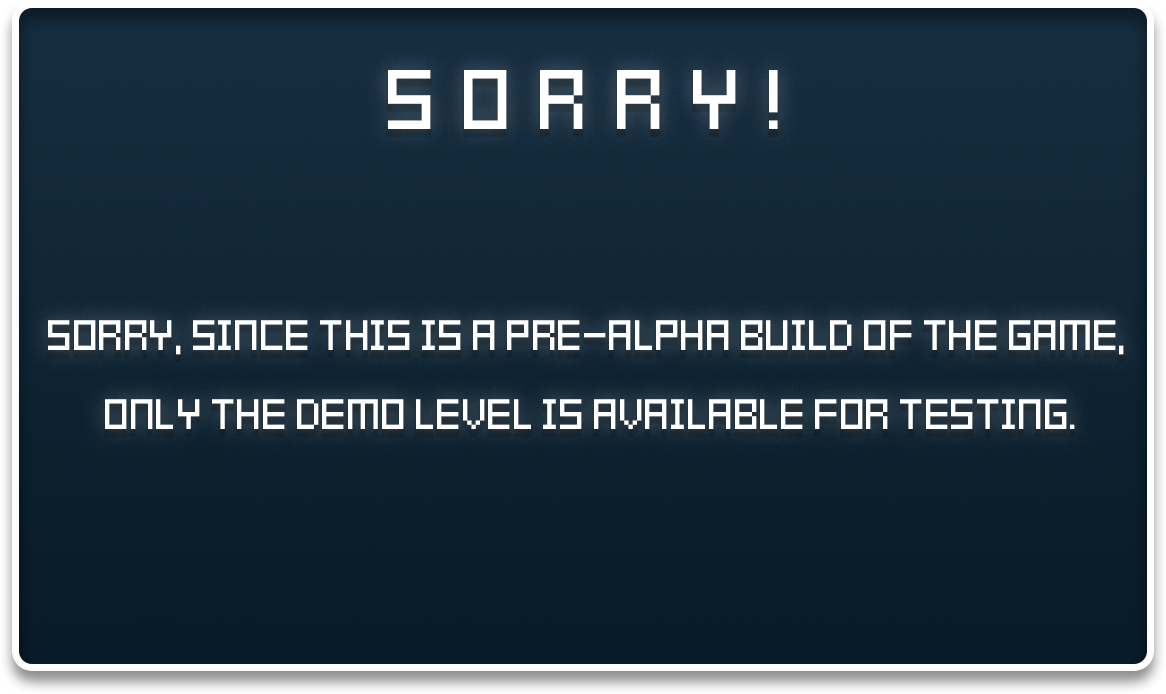 SORRY!
SORRY, SINCE THIS IS A PRE-ALPHA BUILD OF THE GAME,
ONLY THE DEMO LEVEL IS AVAILABLE FOR TESTING.